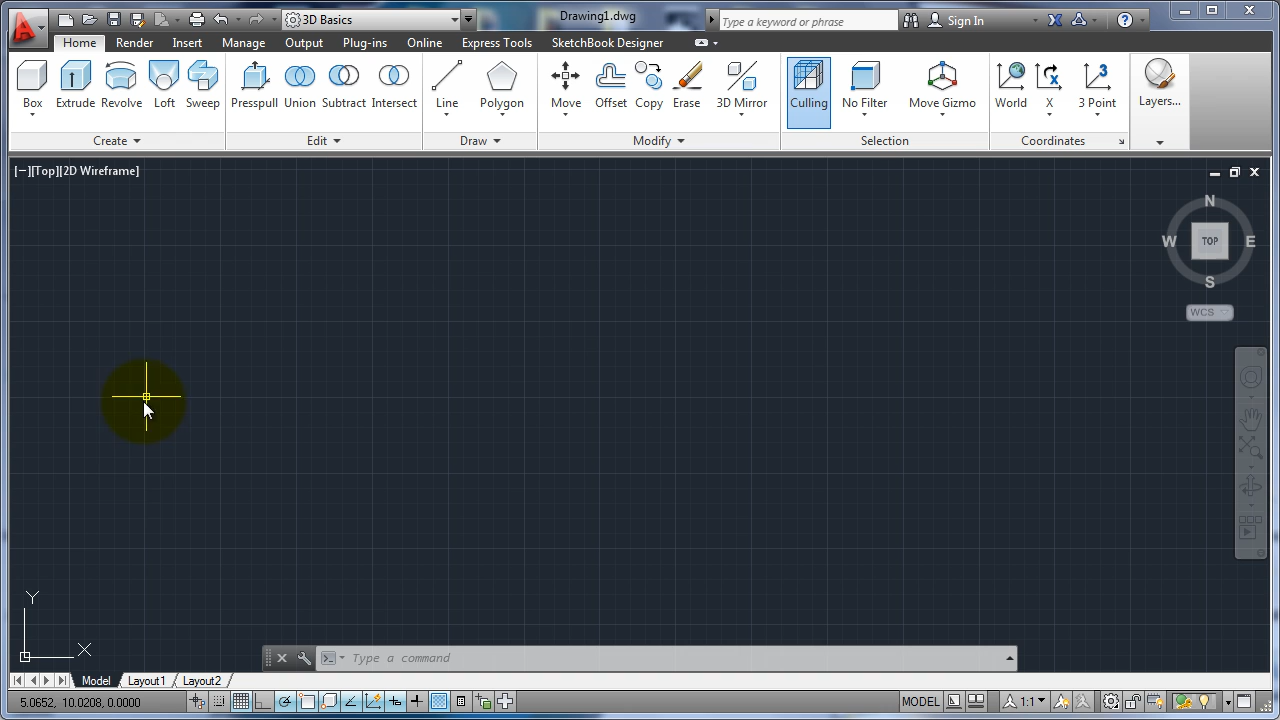 3D Basics
Drawing1.dwg
Type a keyword or phrase
Sign In
Home Render Insert Manage Output Plug-ins Online Express Tools SketchBook Designer
Box Extrude Revolve Loft Sweep Presspull Union Subtract Intersect Line Polygon Move Offset Copy Erase 3D Mirror Culling No Filter Move Gizmo World X 3 Point Layers...
Create Edit Draw Modify Selection Coordinates
[−][Top][2D Wireframe]
N
W TOP E
S
WCS
Y
X
Type a command
Model Layout1 Layout2
5.0652, 10.0208, 0.0000
MODEL
1:1